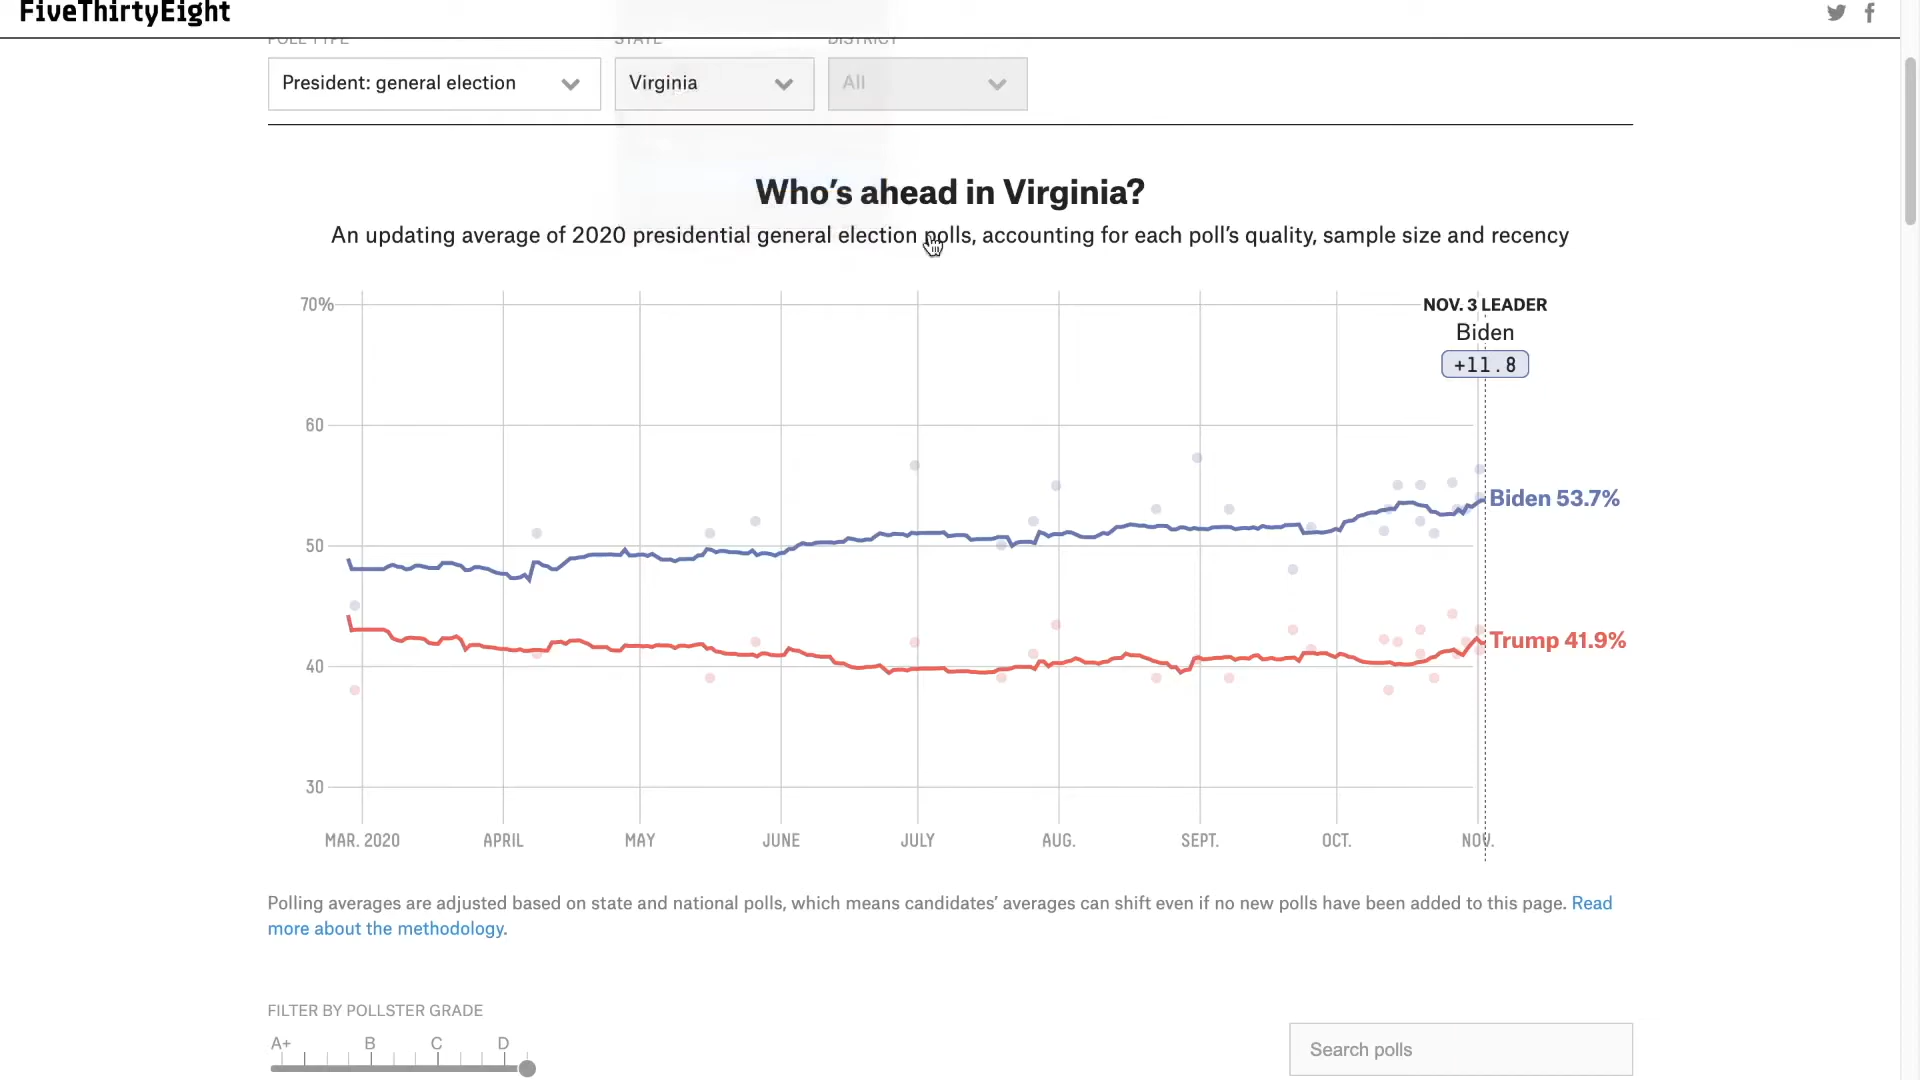 FiveThirtyEight
POLL TYPE STATE DISTRICT
President: general election Virginia All
Who's ahead in Virginia?
An updating average of 2020 presidential general election polls, accounting for each poll's quality, sample size and recency
70%
NOV. 3 LEADER
Biden
+11.8
60
Biden 53.7%
50
Trump 41.9%
40
30
MAR. 2020 APRIL MAY JUNE JULY AUG. SEPT. OCT. NOV.
Polling averages are adjusted based on state and national polls, which means candidates' averages can shift even if no new polls have been added to this page. Read
more about the methodology.
FILTER BY POLLSTER GRADE
A+ B C D
Search polls